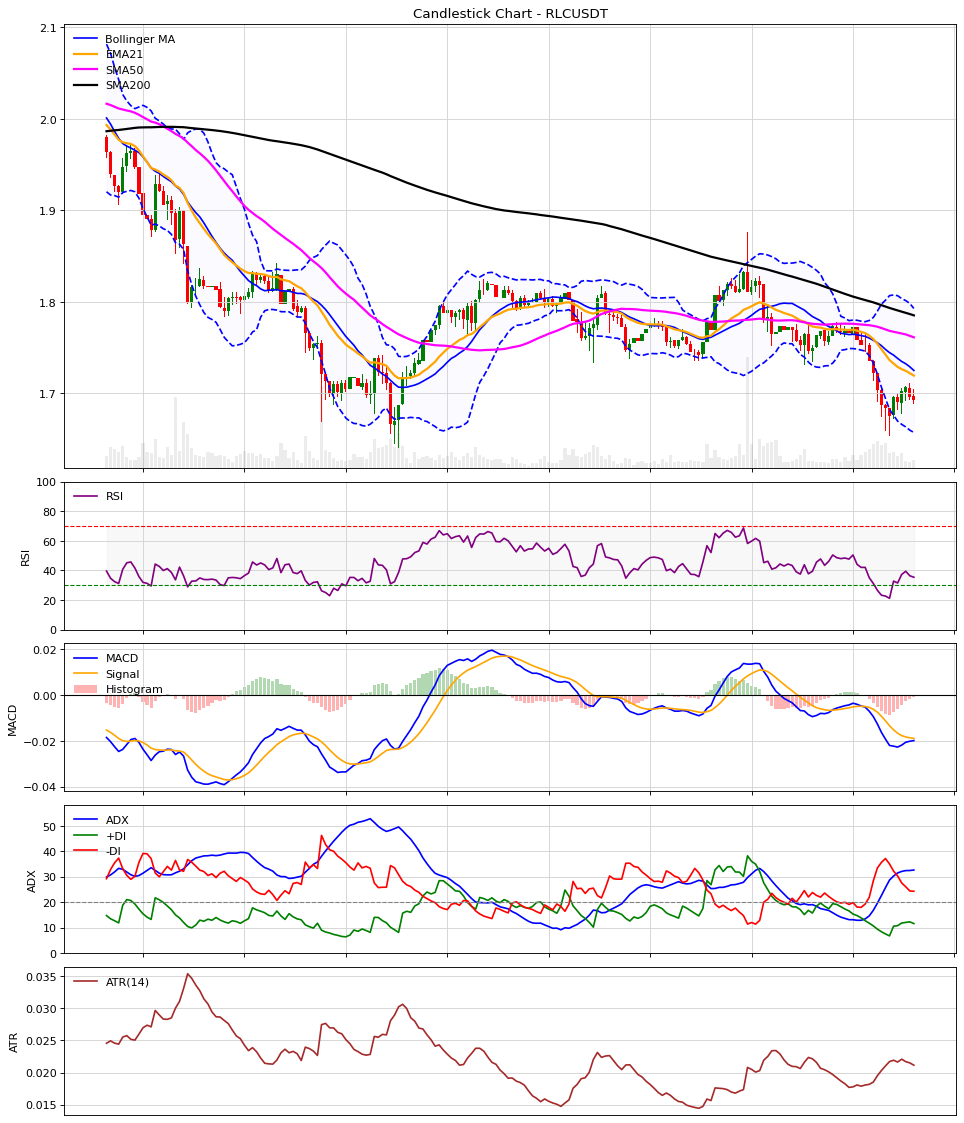 Candlestick Chart - RLCUSDT
2.1
Bollinger MA
EMA21
SMA50
SMA200
2.0
1.9
1.8
1.7
100
RSI
80
60
RSI
40
20
0
0.02
MACD
Signal
Histogram
0.00
MACD
−0.02
−0.04
ADX
+DI
-DI
50
40
ADX
30
20
10
0
ATR(14)
0.035
0.030
0.025
ATR
0.020
0.015